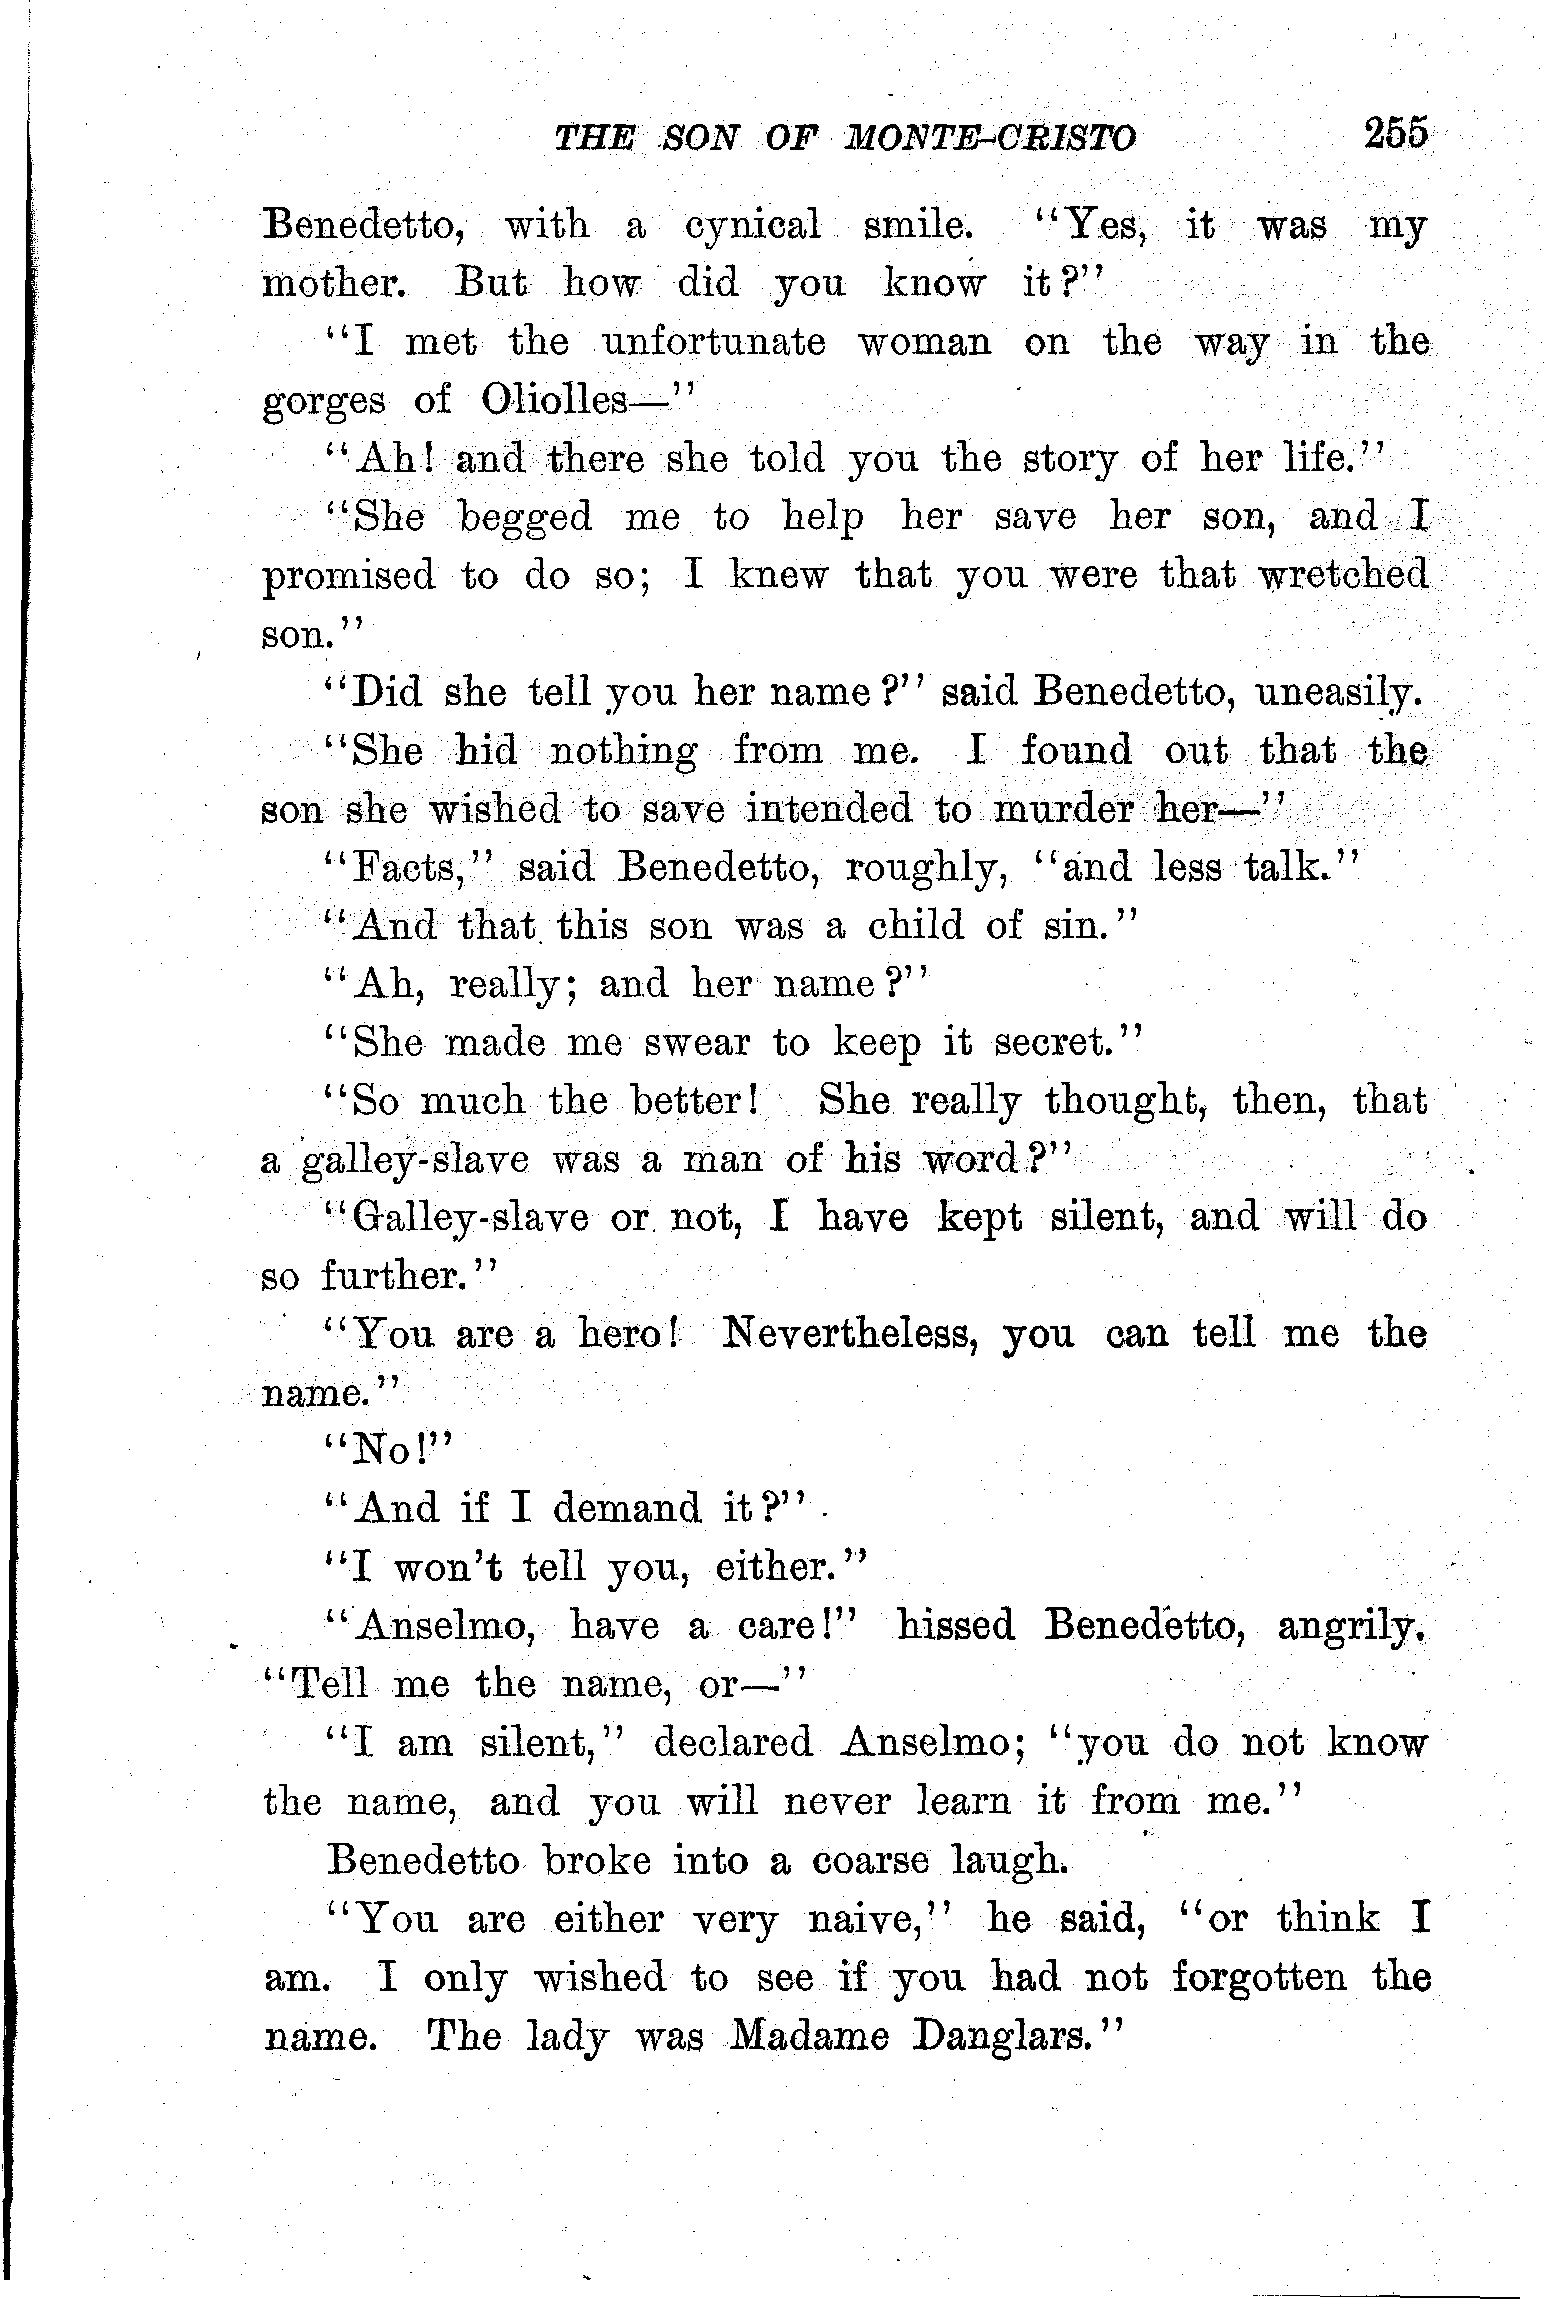 THE SON OF MONTE-CRISTO 255
Benedetto, with a cynical smile. "Yes, it was my
mother. But how did you know it?"
"I met the unfortunate woman on the way in the
gorges of Oliolles—"
"Ah! and there she told you the story of her life."
"She begged me to help her save her son, and I
promised to do so; I knew that you were that wretched
son."
"Did she tell you her name?" said Benedetto, uneasily.
"She hid nothing from me. I found out that the
son she wished to save intended to murder her—"
"Facts," said Benedetto, roughly, "and less talk."
"And that this son was a child of sin."
"Ah, really; and her name?"
"She made me swear to keep it secret."
"So much the better! She really thought, then, that
a galley-slave was a man of his word?"
"Galley-slave or not, I have kept silent, and will do
so further."
"You are a hero! Nevertheless, you can tell me the
name."
"No!"
"And if I demand it?"
"I won't tell you, either."
"Anselmo, have a care!" hissed Benedetto, angrily.
"Tell me the name, or—"
"I am silent," declared Anselmo; "you do not know
the name, and you will never learn it from me."
Benedetto broke into a coarse laugh.
"You are either very naive," he said, "or think I
am. I only wished to see if you had not forgotten the
name. The lady was Madame Danglars."